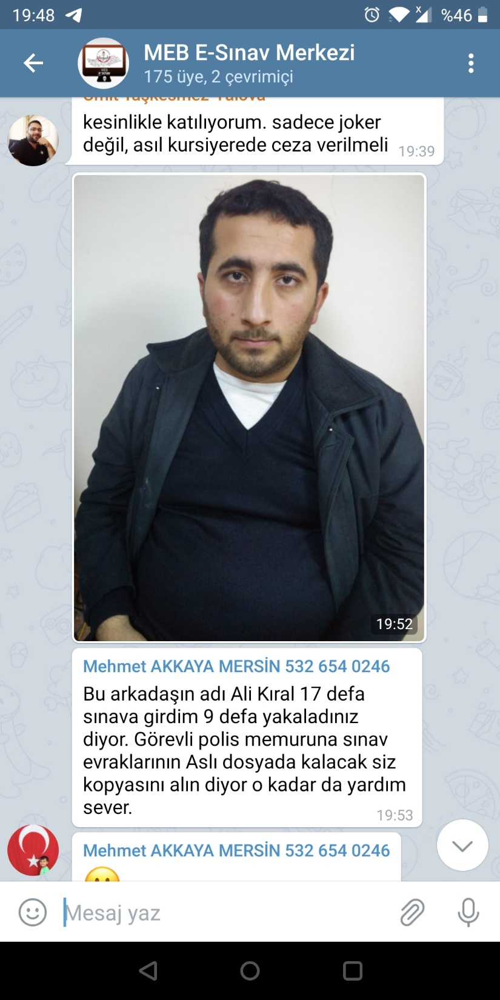 19:48
%46
MEB E-Sınav Merkezi
175 üye, 2 çevrimiçi
Ümit Taşkesmez Yalova
kesinlikle katılıyorum. sadece joker
değil, asıl kursiyerede ceza verilmeli 19:39
19:52
Mehmet AKKAYA MERSİN 532 654 0246
Bu arkadaşın adı Ali Kıral 17 defa
sınava girdim 9 defa yakaladınız
diyor. Görevli polis memuruna sınav
evraklarının Aslı dosyada kalacak siz
kopyasını alın diyor o kadar da yardım
sever.
19:53
Mehmet AKKAYA MERSİN 532 654 0246
Mesaj yaz